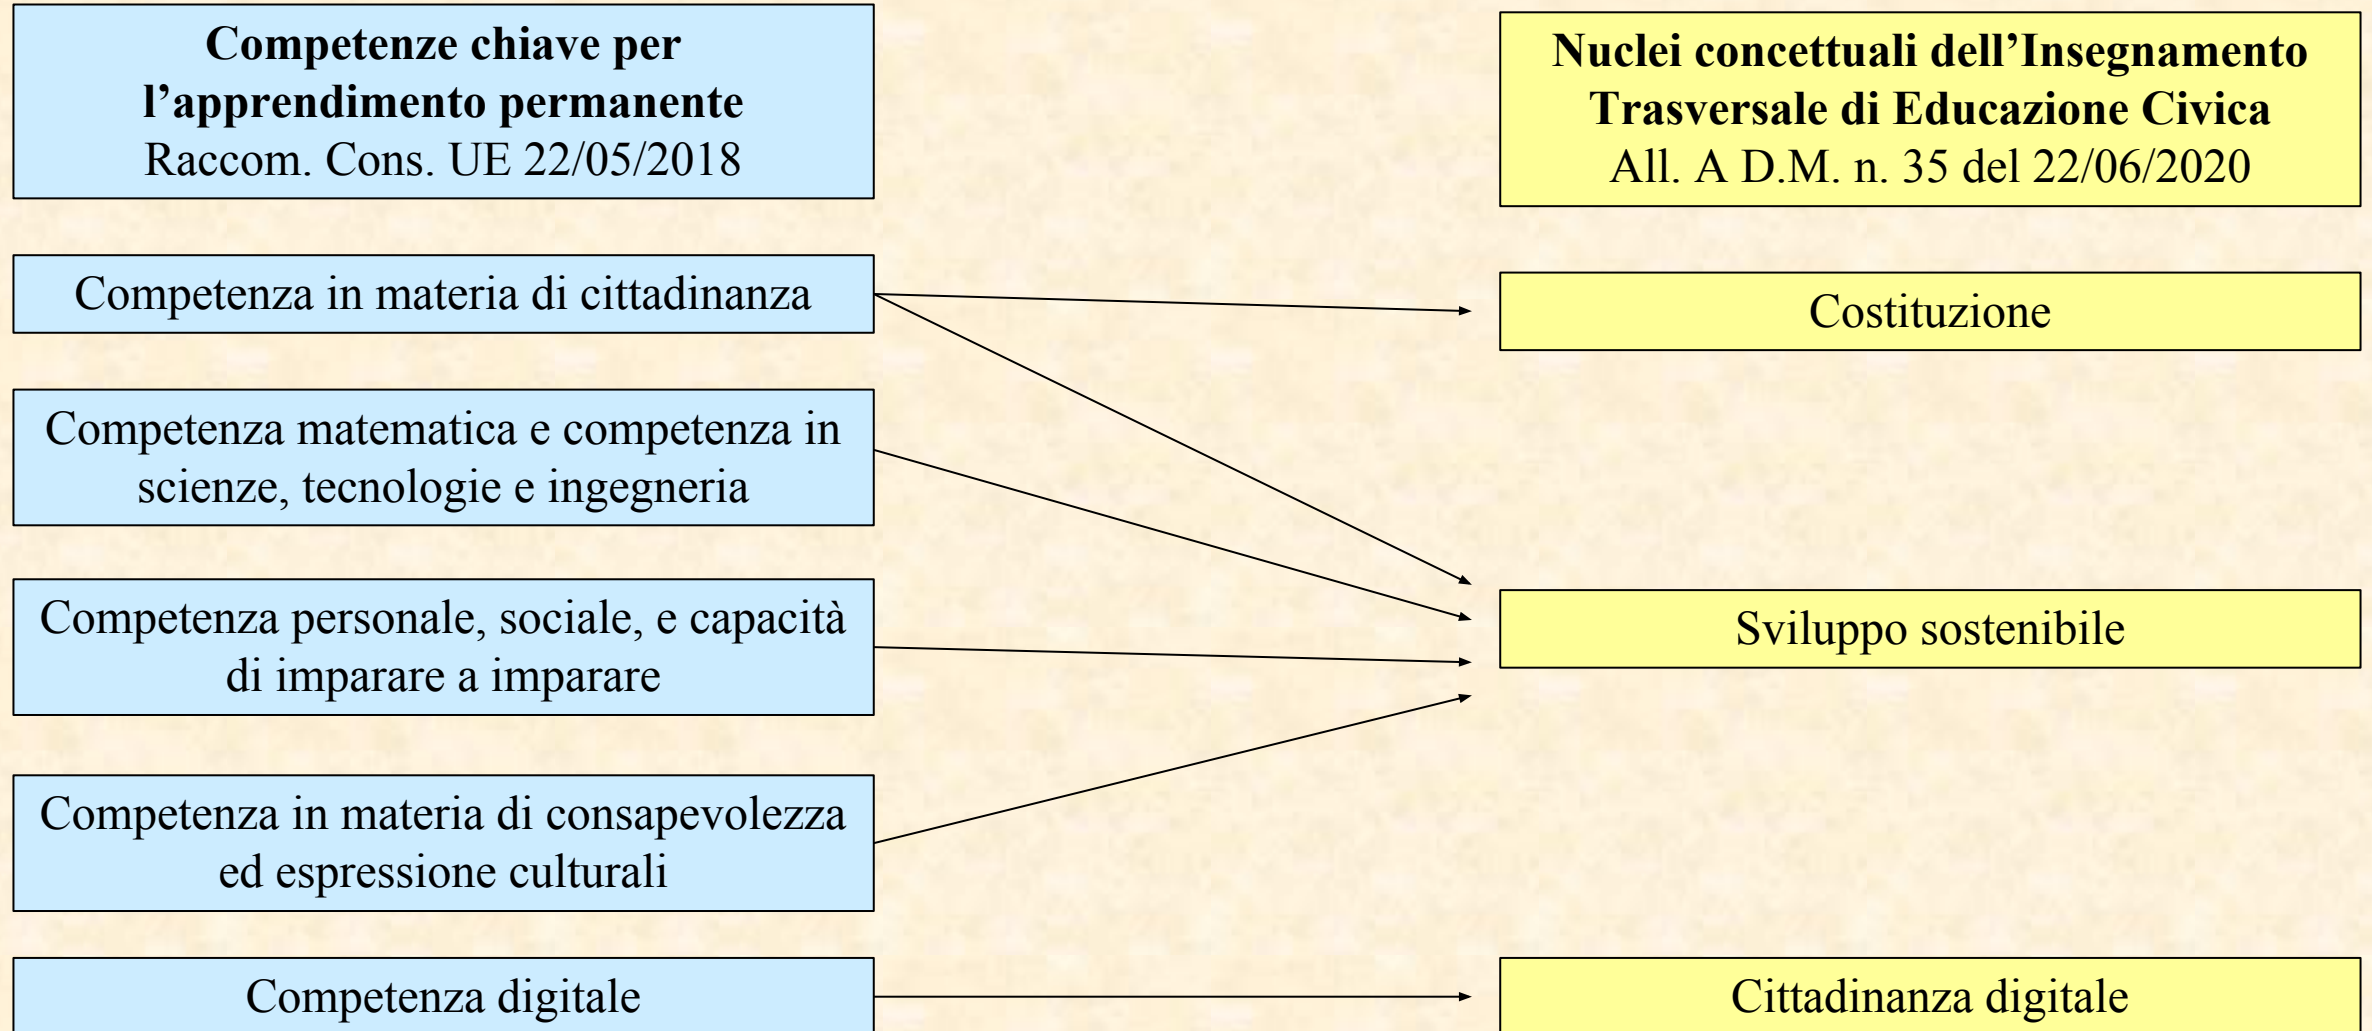 Competenze chiave per
l’apprendimento permanente
Raccom. Cons. UE 22/05/2018
Nuclei concettuali dell’Insegnamento
Trasversale di Educazione Civica
All. A D.M. n. 35 del 22/06/2020
Competenza in materia di cittadinanza
Costituzione
Competenza matematica e competenza in
scienze, tecnologie e ingegneria
Competenza personale, sociale, e capacità
di imparare a imparare
Sviluppo sostenibile
Competenza in materia di consapevolezza
ed espressione culturali
Competenza digitale
Cittadinanza digitale